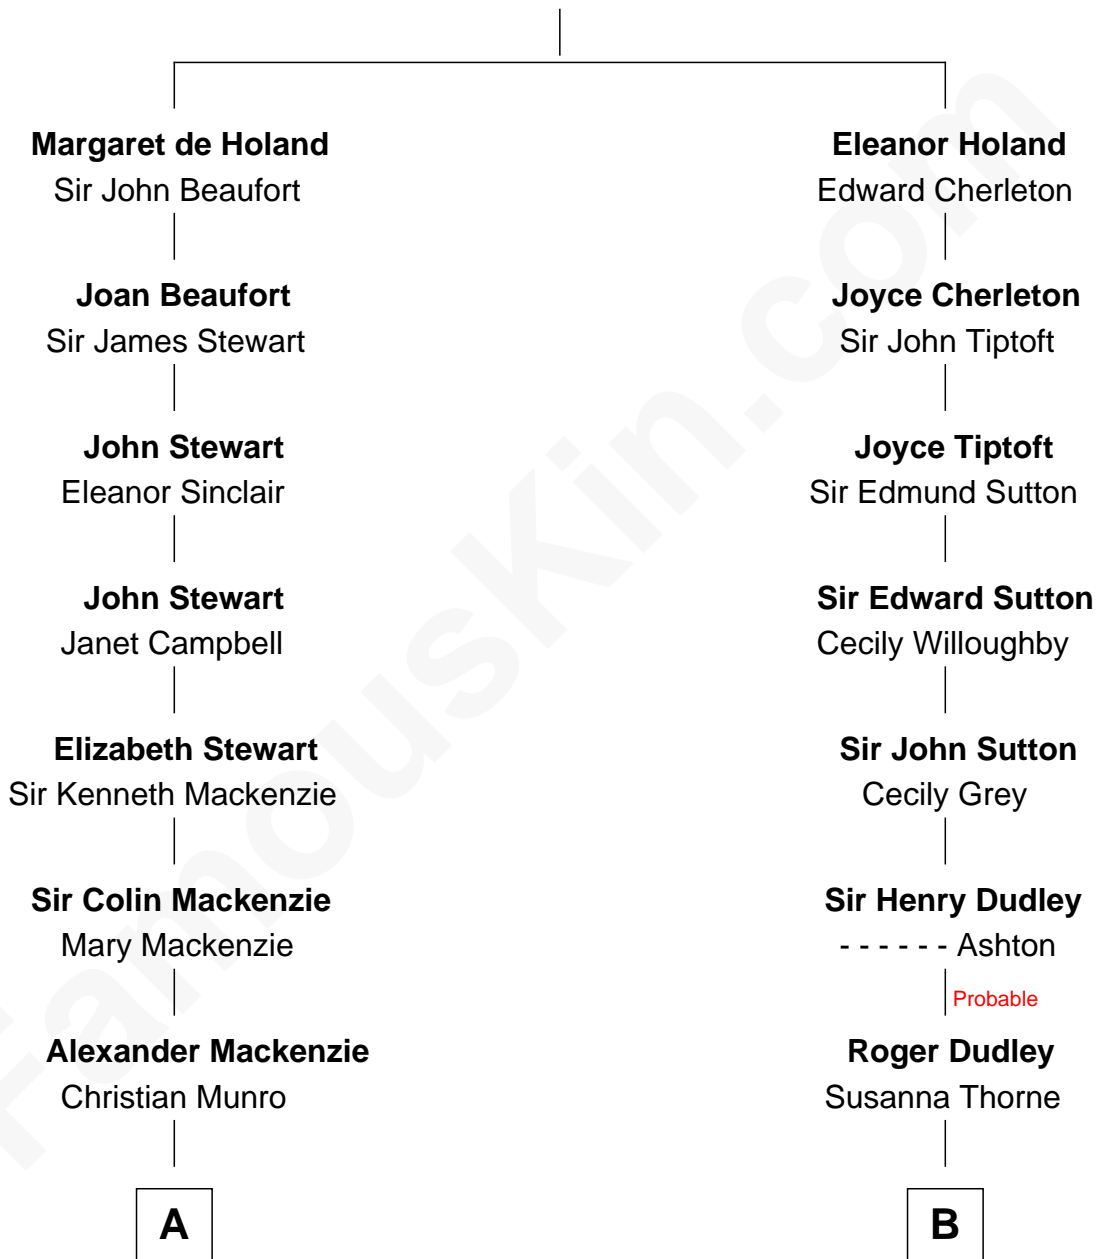 Margaret de Holand
Sir John Beaufort
Joan Beaufort
Sir James Stewart
John Stewart
Eleanor Sinclair
John Stewart
Janet Campbell
Elizabeth Stewart
Sir Kenneth Mackenzie
Sir Colin Mackenzie
Mary Mackenzie
Alexander Mackenzie
Christian Munro
A
Eleanor Holand
Edward Cherleton
Joyce Cherleton
Sir John Tiptoft
Joyce Tiptoft
Sir Edmund Sutton
Sir Edward Sutton
Cecily Willoughby
Sir John Sutton
Cecily Grey
Sir Henry Dudley
- - - - - - Ashton
Probable
Roger Dudley
Susanna Thorne
B
FamousKin.com